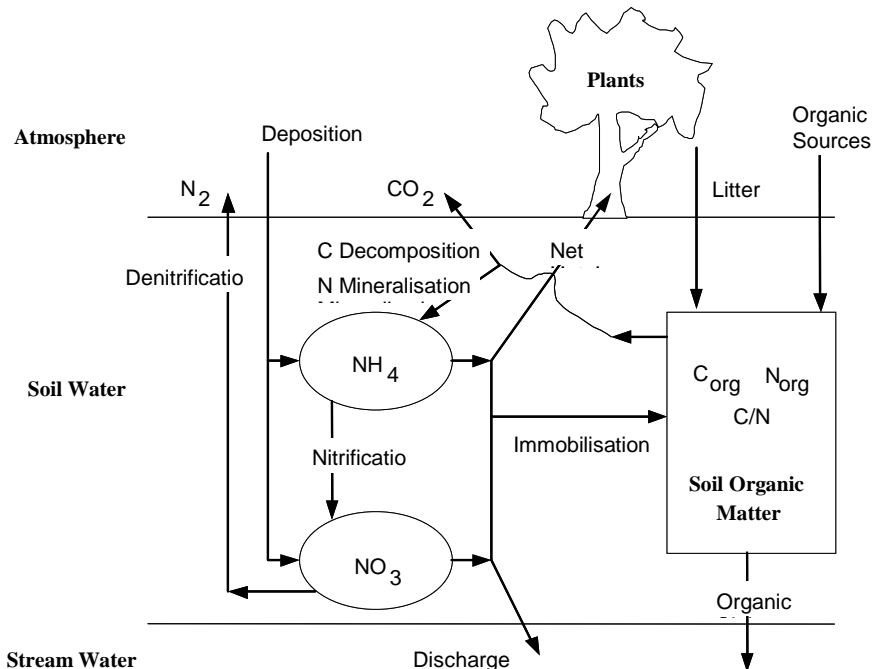 Plants
Organic
Sources
Atmosphere
Deposition
N2
CO2
Litter
C Decomposition
Net
Denitrificatio
N Mineralisation
NH4
Soil Water
Corg Norg
C/N
Immobilisation
Nitrificatio
Soil Organic
Matter
NO3
Organic
Stream Water
Discharge